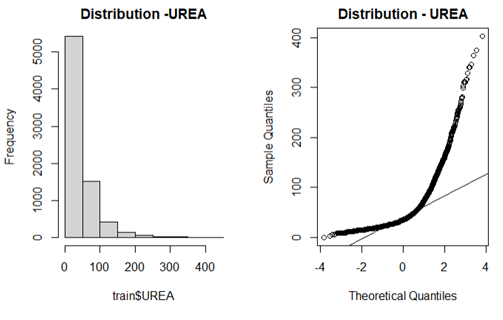 Distribution -UREA
Frequency
0 1000 2000 3000 4000 5000
0 100 200 300 400
train$UREA
Distribution - UREA
Sample Quantiles
0 100 200 300 400
-4 -2 0 2 4
Theoretical Quantiles